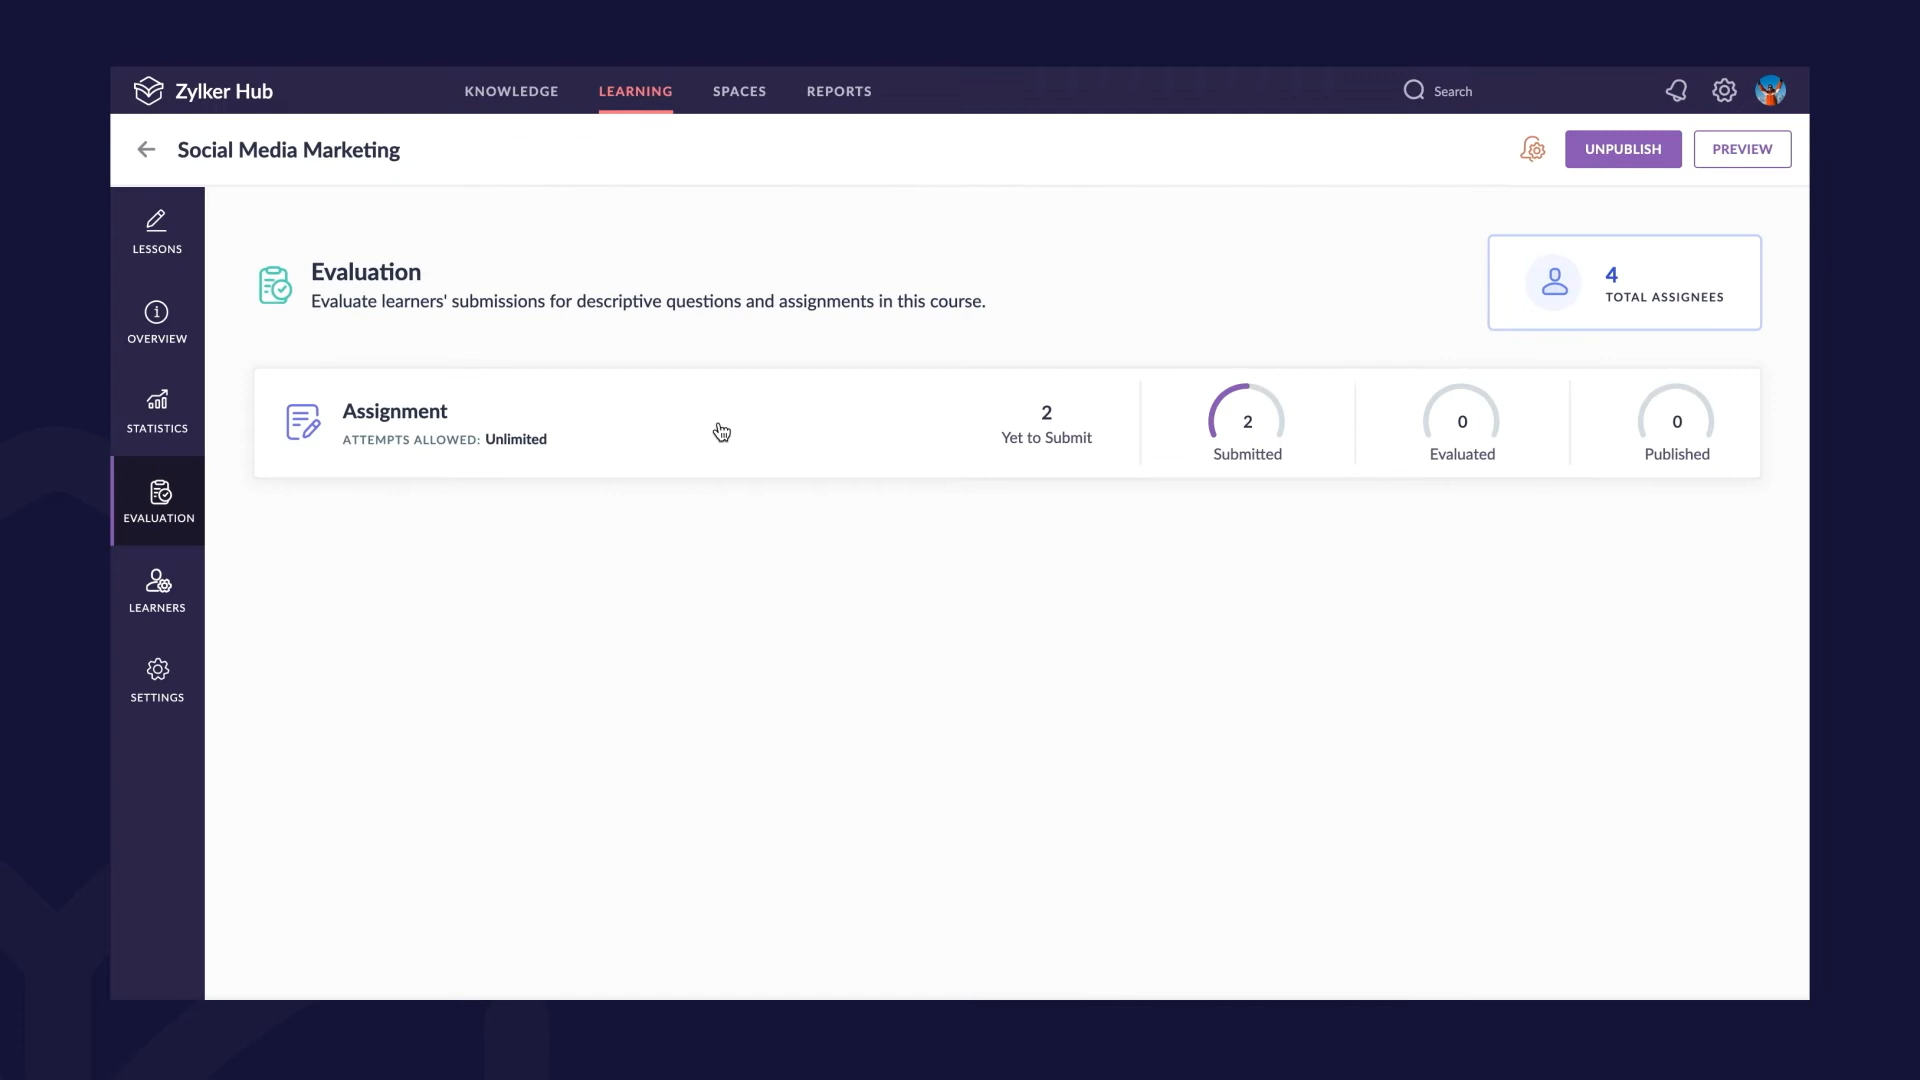 Zylker Hub
KNOWLEDGE
LEARNING
SPACES
REPORTS
Search
Social Media Marketing
UNPUBLISH
PREVIEW
LESSONS
OVERVIEW
STATISTICS
EVALUATION
LEARNERS
SETTINGS
Evaluation
Evaluate learners' submissions for descriptive questions and assignments in this course.
4
TOTAL ASSIGNEES
Assignment
ATTEMPTS ALLOWED: Unlimited
2
Yet to Submit
2
Submitted
0
Evaluated
0
Published